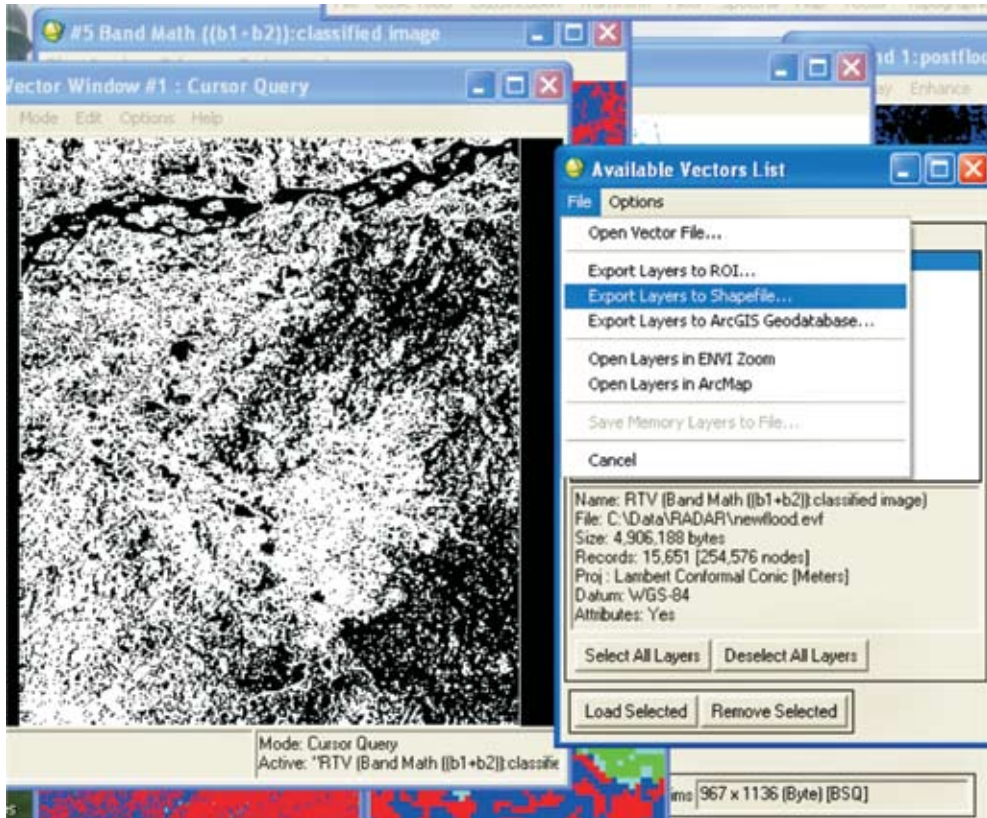 #5 Band Math ((b1+b2)):classified image
Vector Window #1 : Cursor Query
Mode Edit Options Help
nd 1:postfloo
ay Enhance
Available Vectors List
File Options
Open Vector File...
Export Layers to ROI...
Export Layers to Shapefile...
Export Layers to ArcGIS Geodatabase...
Open Layers in ENVI Zoom
Open Layers in ArcMap
Save Memory Layers to File...
Cancel
Name: RTV (Band Math ((b1+b2)):classified image)
File: C:\Data\RADAR\newflood.evf
Size: 4,906,188 bytes
Records: 15,651 [254,576 nodes]
Proj : Lambert Conformal Conic [Meters]
Datum: WGS-84
Attributes: Yes
Select All Layers Deselect All Layers
Load Selected Remove Selected
Mode: Cursor Query
Active: "RTV (Band Math ((b1+b2)):classifie
ims 967 x 1136 (Byte) [BSQ]